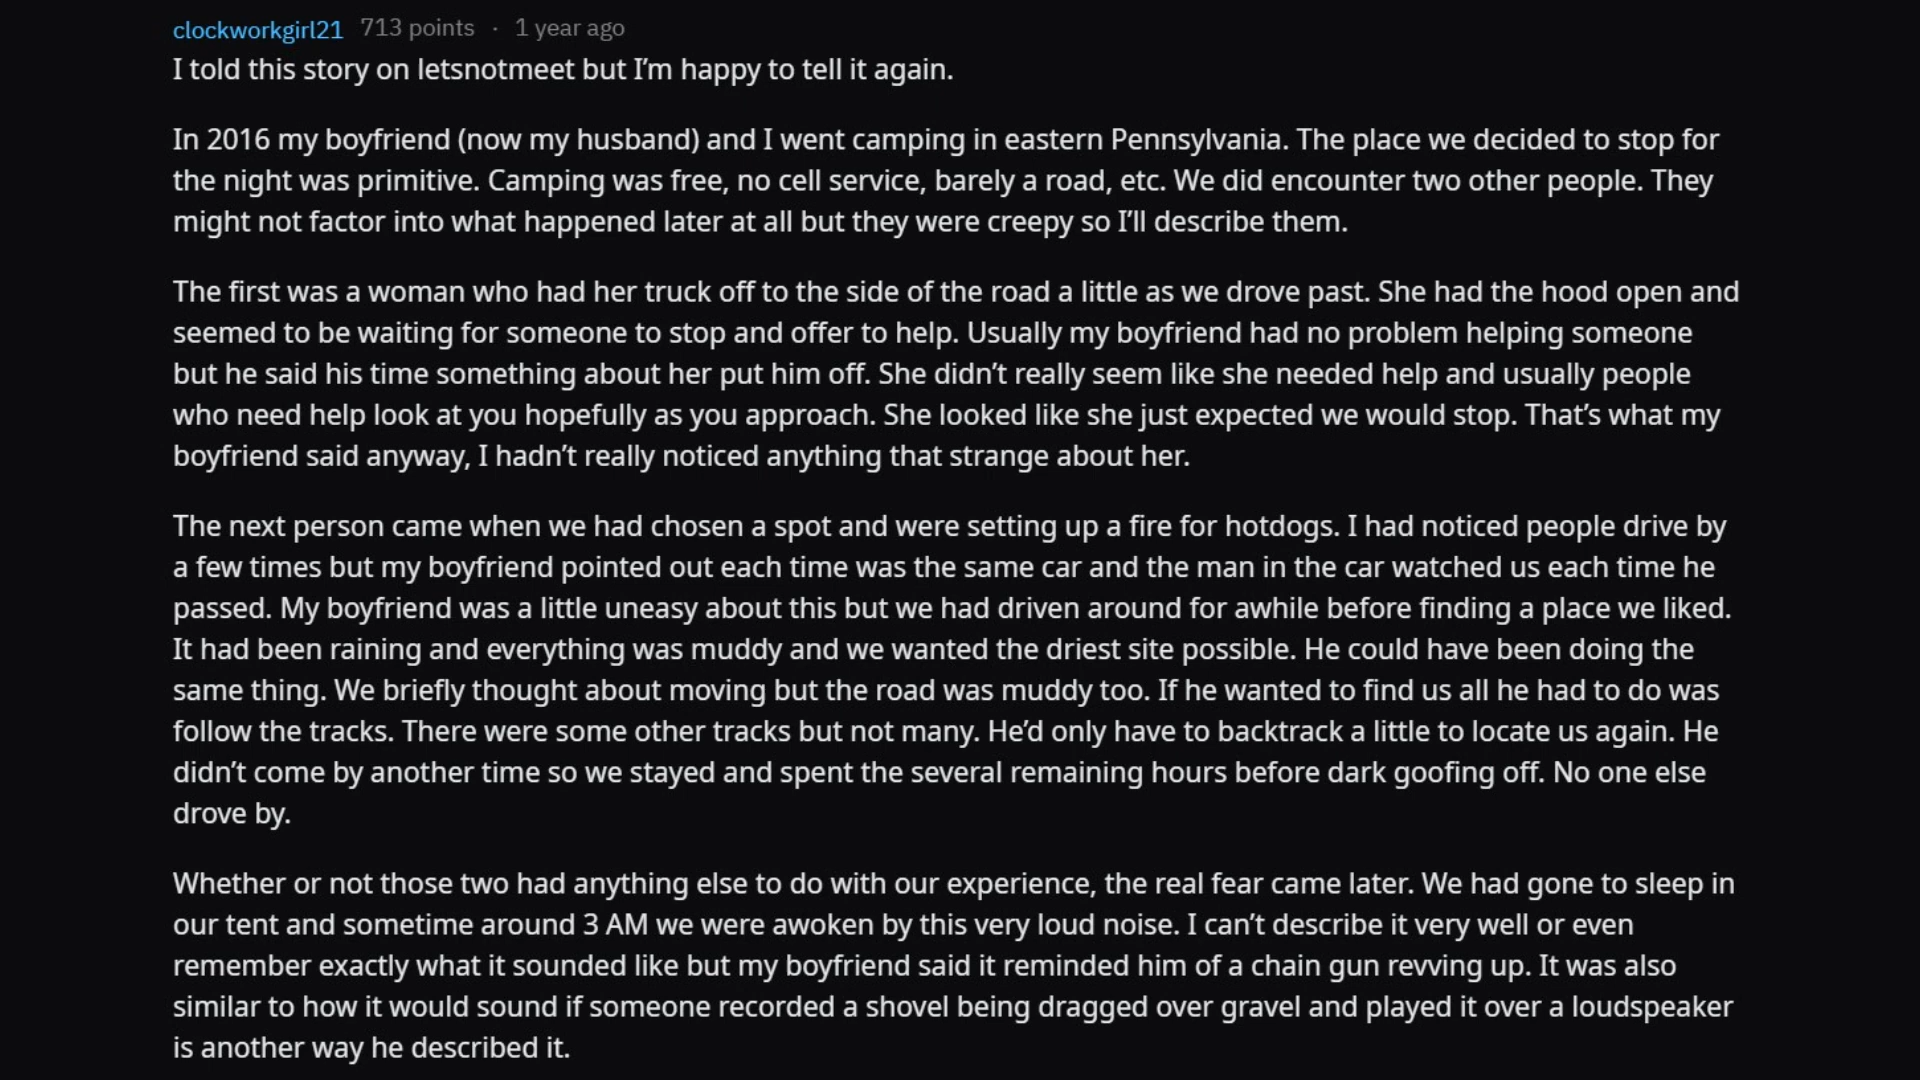 clockworkgirl21 713 points · 1 year ago
I told this story on letsnotmeet but I’m happy to tell it again.
In 2016 my boyfriend (now my husband) and I went camping in eastern Pennsylvania. The place we decided to stop for
the night was primitive. Camping was free, no cell service, barely a road, etc. We did encounter two other people. They
might not factor into what happened later at all but they were creepy so I’ll describe them.
The first was a woman who had her truck off to the side of the road a little as we drove past. She had the hood open and
seemed to be waiting for someone to stop and offer to help. Usually my boyfriend had no problem helping someone
but he said his time something about her put him off. She didn’t really seem like she needed help and usually people
who need help look at you hopefully as you approach. She looked like she just expected we would stop. That’s what my
boyfriend said anyway, I hadn’t really noticed anything that strange about her.
The next person came when we had chosen a spot and were setting up a fire for hotdogs. I had noticed people drive by
a few times but my boyfriend pointed out each time was the same car and the man in the car watched us each time he
passed. My boyfriend was a little uneasy about this but we had driven around for awhile before finding a place we liked.
It had been raining and everything was muddy and we wanted the driest site possible. He could have been doing the
same thing. We briefly thought about moving but the road was muddy too. If he wanted to find us all he had to do was
follow the tracks. There were some other tracks but not many. He’d only have to backtrack a little to locate us again. He
didn’t come by another time so we stayed and spent the several remaining hours before dark goofing off. No one else
drove by.
Whether or not those two had anything else to do with our experience, the real fear came later. We had gone to sleep in
our tent and sometime around 3 AM we were awoken by this very loud noise. I can’t describe it very well or even
remember exactly what it sounded like but my boyfriend said it reminded him of a chain gun revving up. It was also
similar to how it would sound if someone recorded a shovel being dragged over gravel and played it over a loudspeaker
is another way he described it.